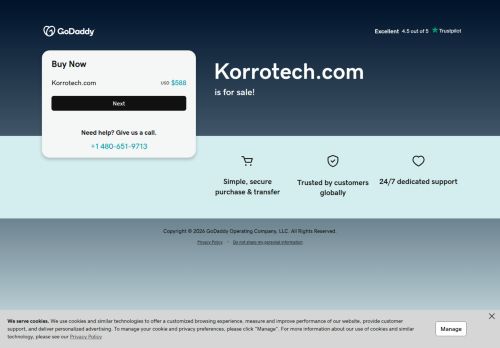 GoDaddy
Excellent 4.5 out of 5 Trustpilot
Buy Now
Korrotech.com
USD $588
Next
Need help? Give us a call.
+1 480-651-9713
Korrotech.com
is for sale!
Simple, secure
purchase & transfer
Trusted by customers
globally
24/7 dedicated support
Copyright © 2026 GoDaddy Operating Company, LLC. All Rights Reserved.
Privacy Policy
Do not share my personal information
We serve cookies. We use cookies and similar technologies to offer a customized browsing experience, measure and improve performance of our website, provide customer
support, and deliver personalized advertising. To manage your cookie and privacy preferences, please click "Manage". For more information about our use of cookies and similar
technology, please see our Privacy Policy
Manage